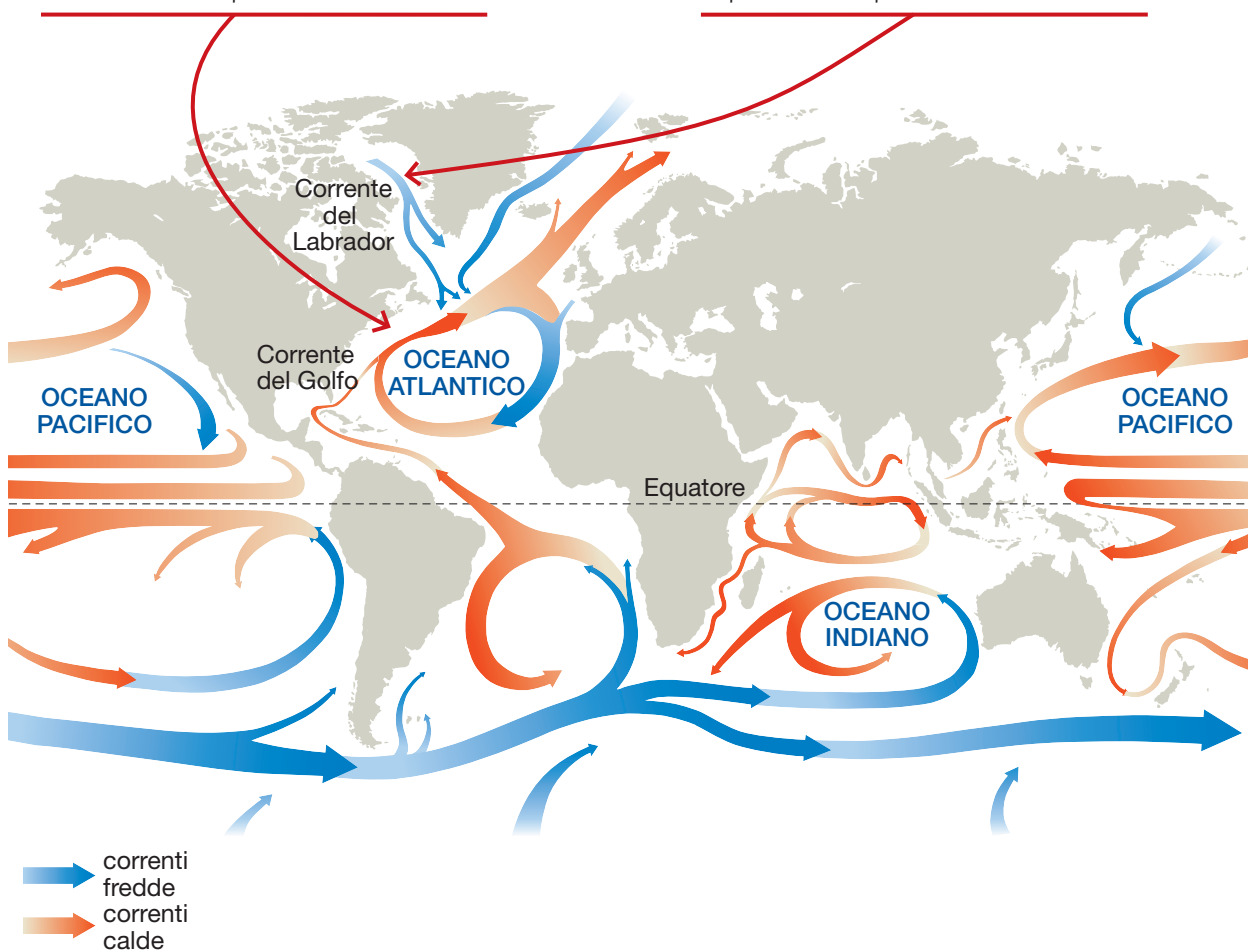 Corrente
del
Labrador
Corrente
del Golfo
OCEANO
ATLANTICO
OCEANO
PACIFICO
OCEANO
PACIFICO
Equatore
OCEANO
INDIANO
correnti
fredde
correnti
calde